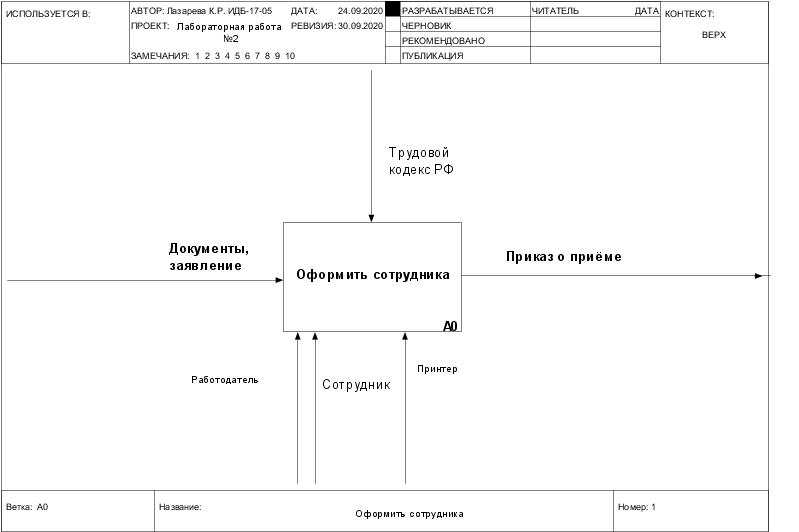 ИСПОЛЬЗУЕТСЯ В:
АВТОР: Лазарева К.Р. ИДБ-17-05
ДАТА: 24.09.2020
ПРОЕКТ: Лабораторная работа
№2
РЕВИЗИЯ: 30.09.2020
ЗАМЕЧАНИЯ: 1 2 3 4 5 6 7 8 9 10
РАЗРАБАТЫВАЕТСЯ
ЧЕРНОВИК
РЕКОМЕНДОВАНО
ПУБЛИКАЦИЯ
ЧИТАТЕЛЬ ДАТА
КОНТЕКСТ:
ВЕРХ
Трудовой
кодекс РФ
Документы,
заявление
Оформить сотрудника
A0
Приказ о приёме
Работодатель
Сотрудник
Принтер
Ветка: A0
Название:
Оформить сотрудника
Номер: 1